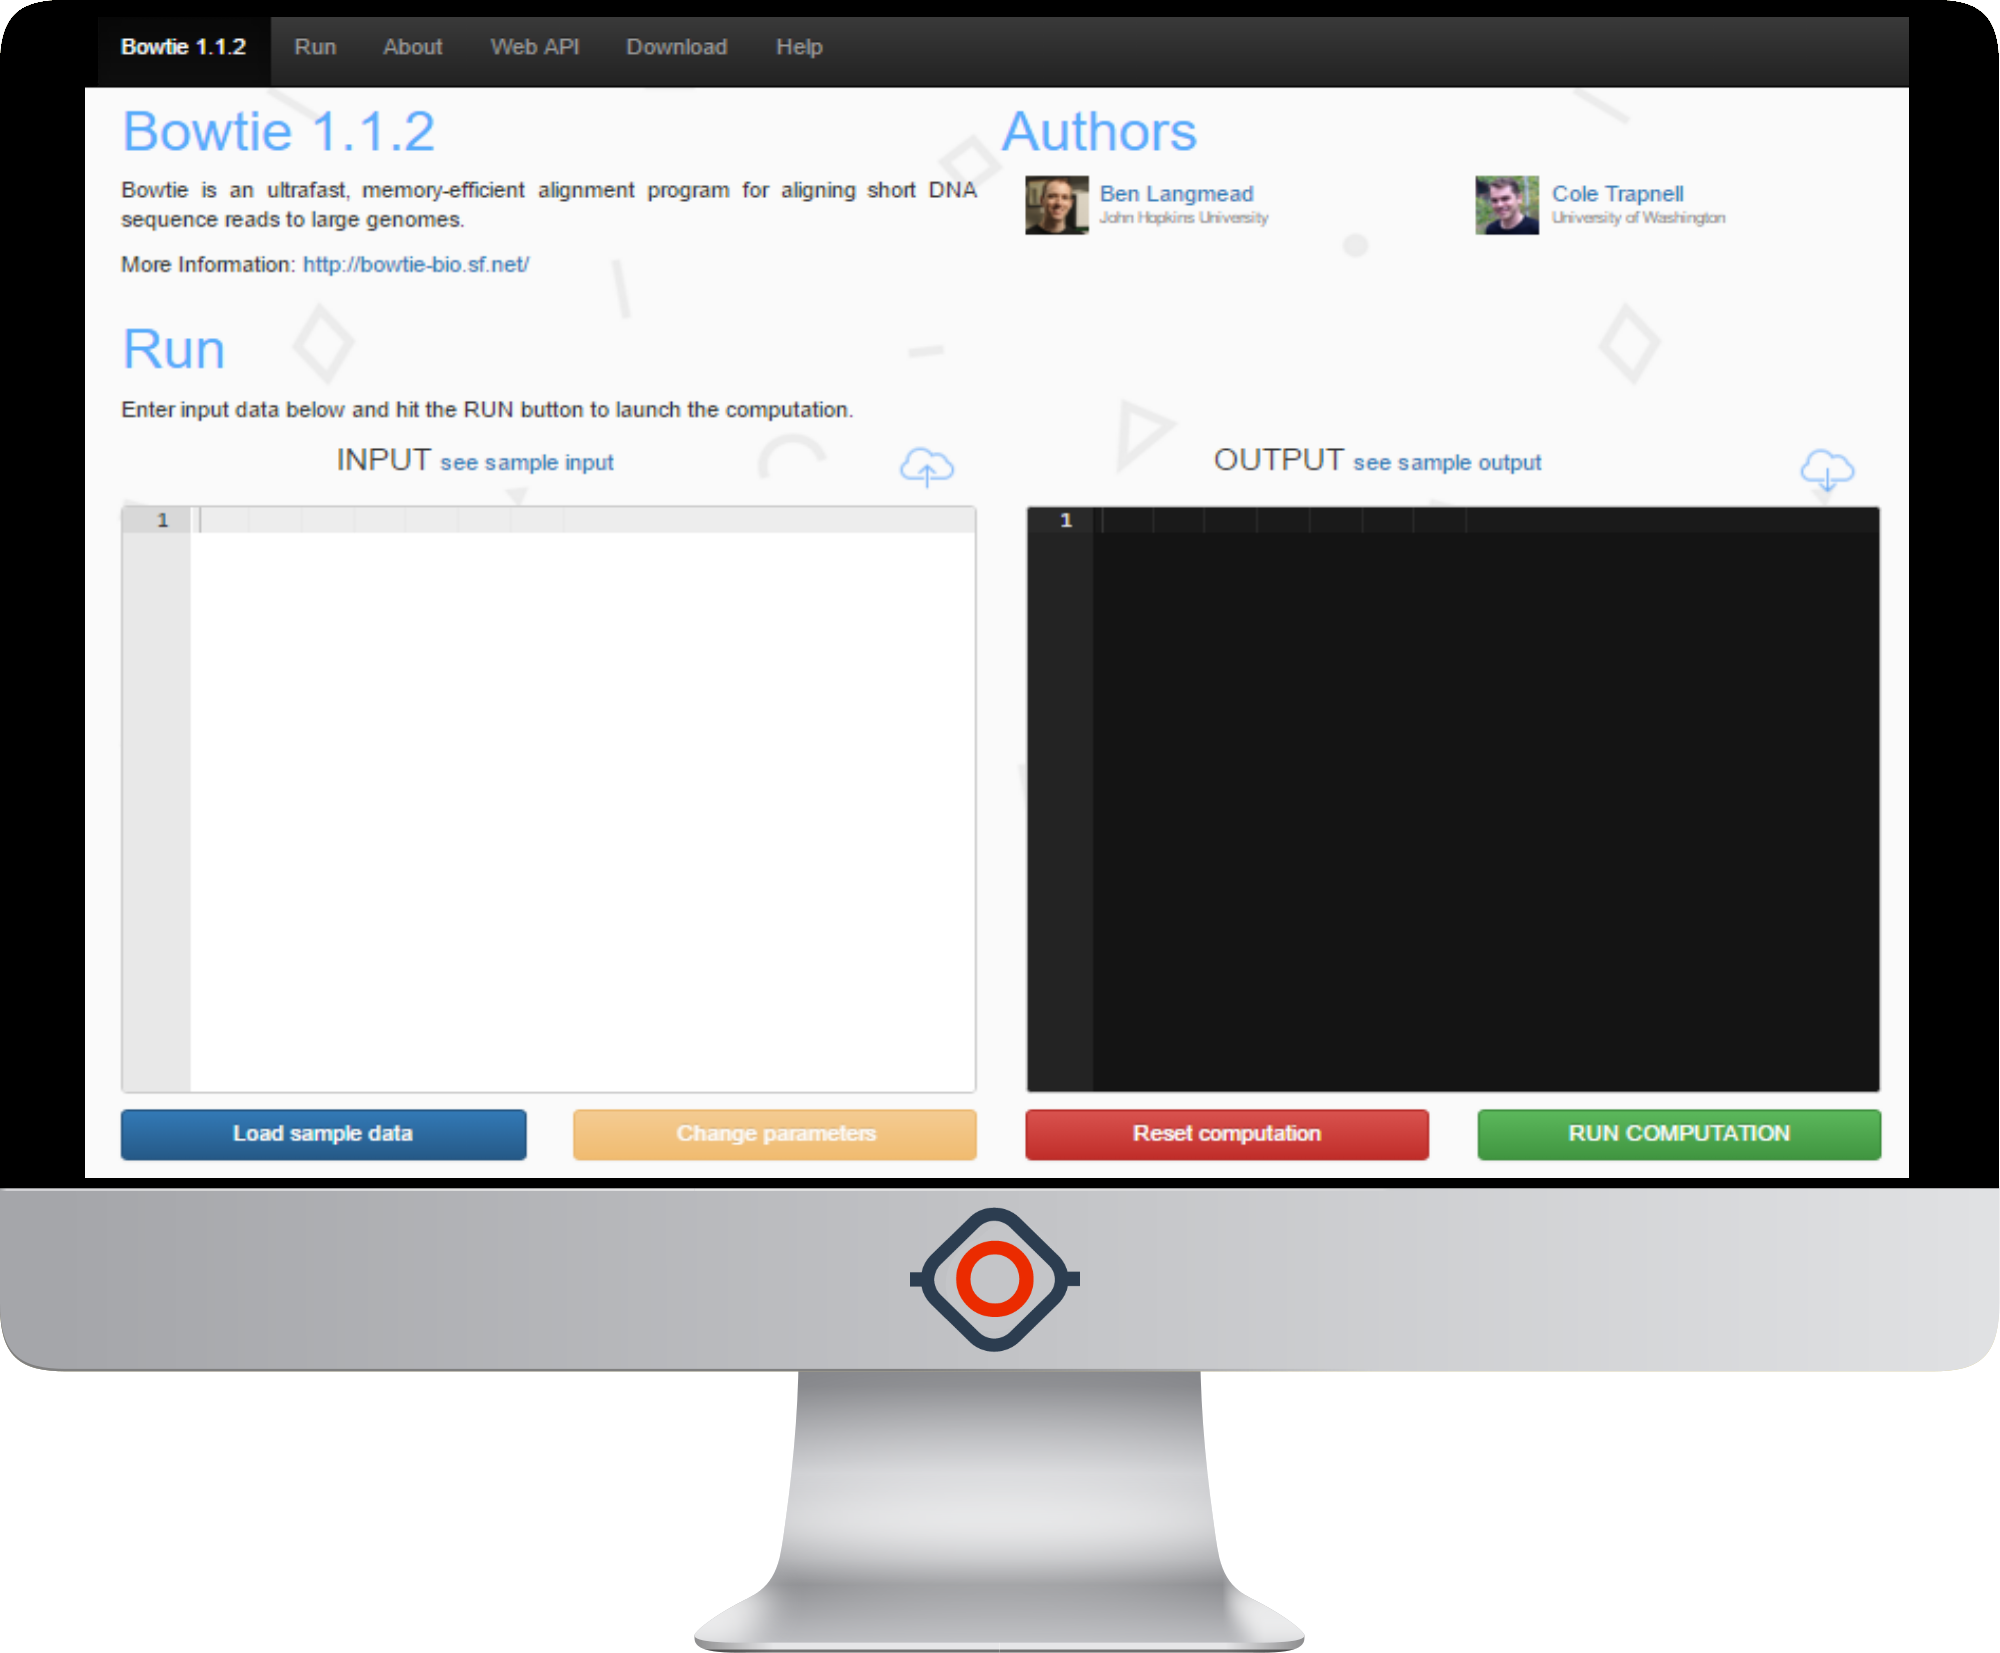 Bowtie 1.1.2 Run About Web API Download Help
Bowtie 1.1.2
Bowtie is an ultrafast, memory-efficient alignment program for aligning short DNA
sequence reads to large genomes.
More Information: http://bowtie-bio.sf.net/
Authors
Ben Langmead
John Hopkins University
Cole Trapnell
University of Washington
Run
Enter input data below and hit the RUN button to launch the computation.
INPUT see sample input
OUTPUT see sample output
1
1
Load sample data
Change parameters
Reset computation
RUN COMPUTATION